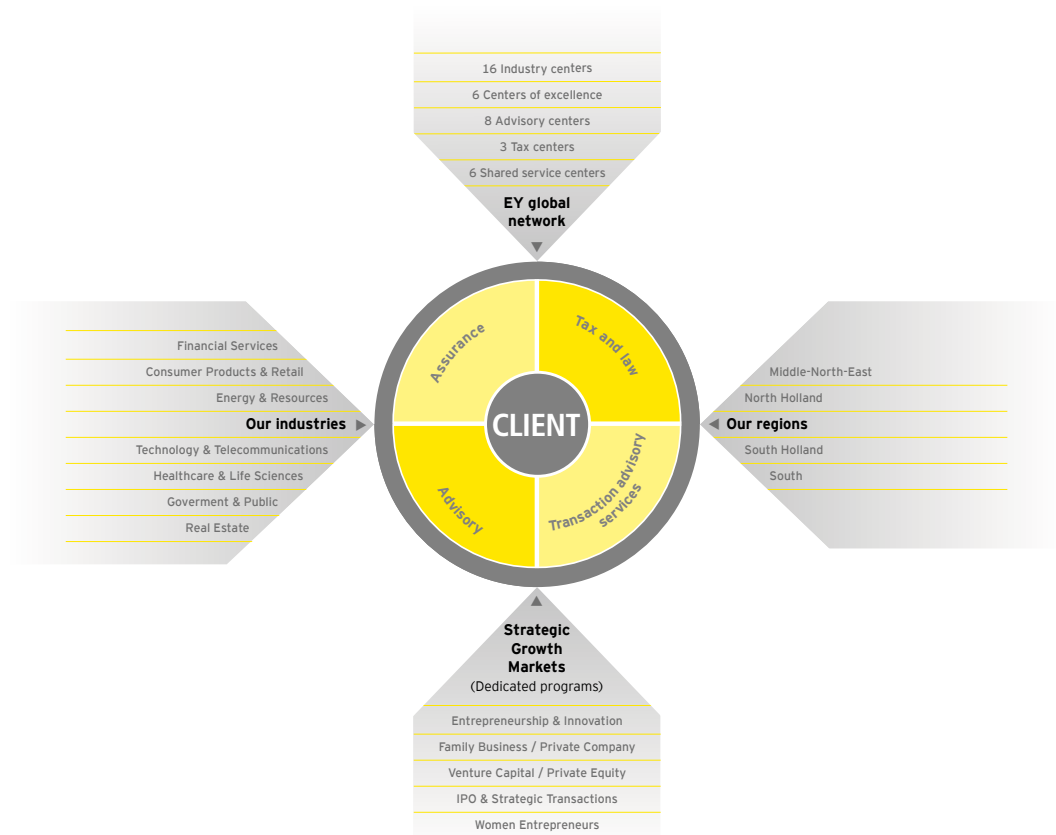 16 Industry centers
6 Centers of excellence
8 Advisory centers
3 Tax centers
6 Shared service centers
EY global
network
Assurance
Tax and law
CLIENT
Advisory
Transaction advisory
services
Financial Services
Consumer Products & Retail
Energy & Resources
Our industries
Technology & Telecommunications
Healthcare & Life Sciences
Goverment & Public
Real Estate
Middle-North-East
North Holland
Our regions
South Holland
South
Strategic
Growth
Markets
(Dedicated programs)
Entrepreneurship & Innovation
Family Business / Private Company
Venture Capital / Private Equity
IPO & Strategic Transactions
Women Entrepreneurs